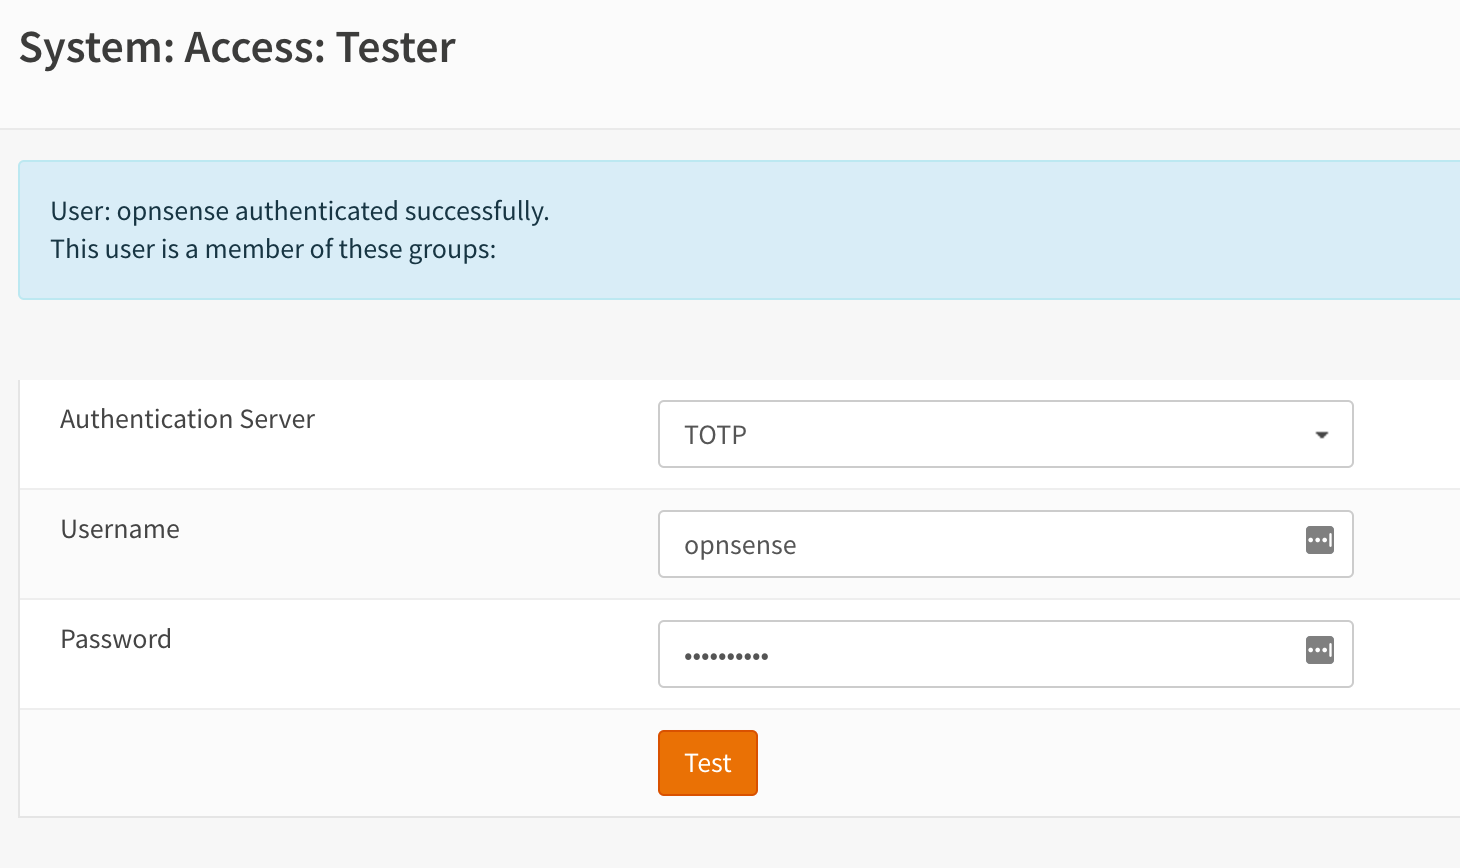 System: Access: Tester
User: opnsense authenticated successfully.
This user is a member of these groups:
Authentication Server
TOTP
Username
opnsense
Password
••••••••••
Test